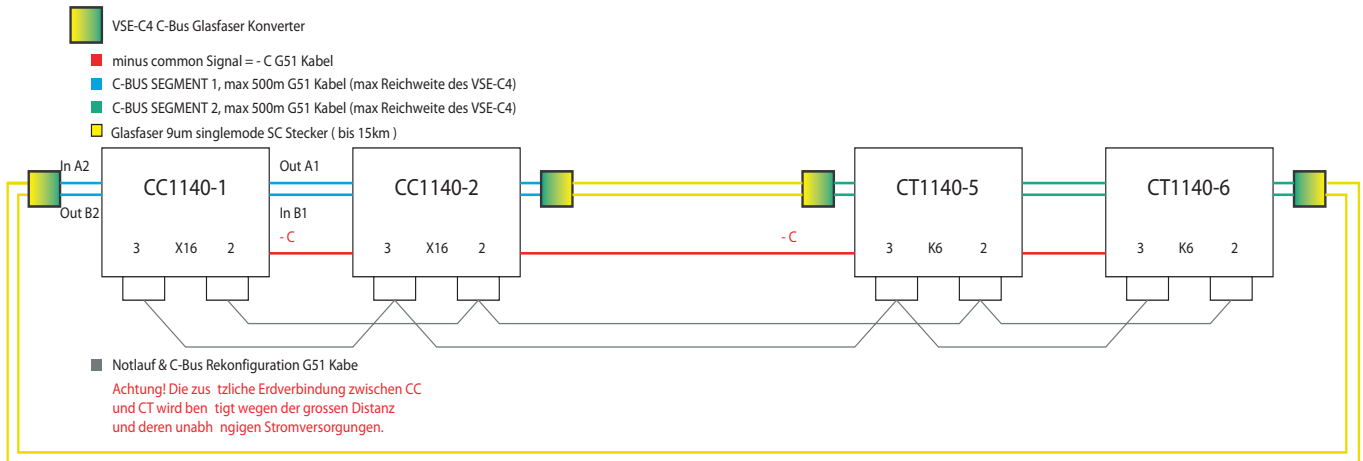 VSE-C4 C-Bus Glasfaser Konverter
minus common Signal = - C G51 Kabel
C-BUS SEGMENT 1, max 500m G51 Kabel (max Reichweite des VSE-C4)
C-BUS SEGMENT 2, max 500m G51 Kabel (max Reichweite des VSE-C4)
Glasfaser 9um singlemode SC Stecker ( bis 15km )
In A2
Out A1
CC1140-1
CC1140-2
CT1140-5
CT1140-6
Out B2
In B1
- C
- C
3 X16 2
3 X16 2
3 K6 2
3 K6 2
Notlauf & C-Bus Rekonfiguration G51 Kabe
Achtung! Die zus tzliche Erdverbindung zwischen CC
und CT wird ben tigt wegen der grossen Distanz
und deren unabh ngigen Stromversorgungen.